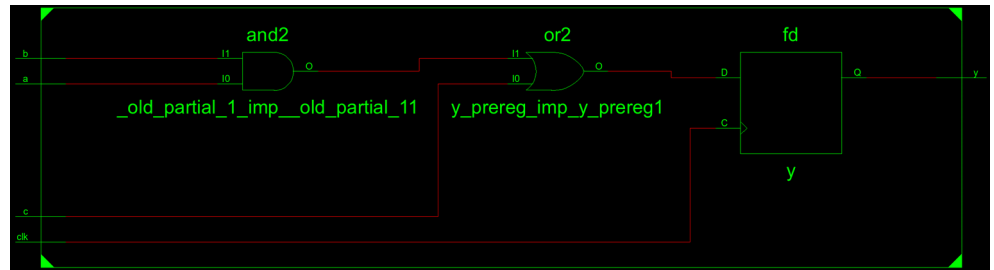 and2
or2
fd
b
I1
O
I1
O
a
I0
I0
D
Q
y
_old_partial_1_imp__old_partial_11
y_prereg_imp_y_prereg1
C
y
c
clk